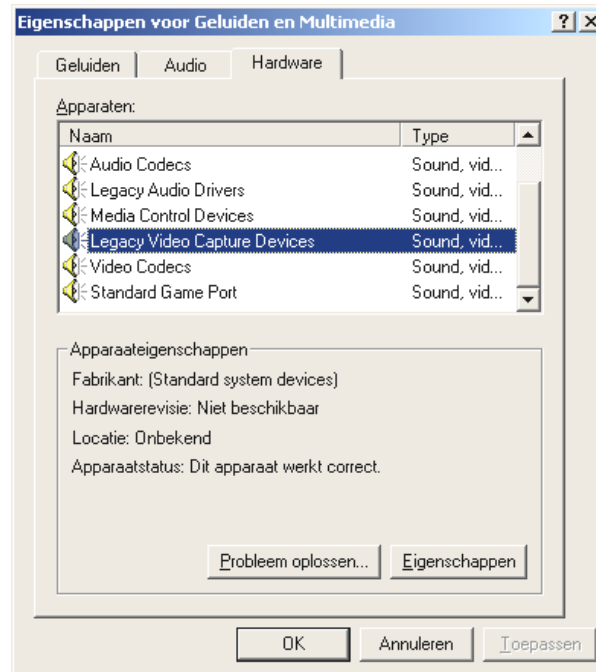 Eigenschappen voor Geluiden en Multimedia
Geluiden Audio Hardware
Apparaten:
Naam Type
Audio Codecs Sound, vid...
Legacy Audio Drivers Sound, vid...
Media Control Devices Sound, vid...
Legacy Video Capture Devices Sound, vid...
Video Codecs Sound, vid...
Standard Game Port Sound, vid...
Apparaateigenschappen
Fabrikant: (Standard system devices)
Hardwarerevisie: Niet beschikbaar
Locatie: Onbekend
Apparaatstatus: Dit apparaat werkt correct.
Probleem oplossen... Eigenschappen
OK Annuleren Toepassen